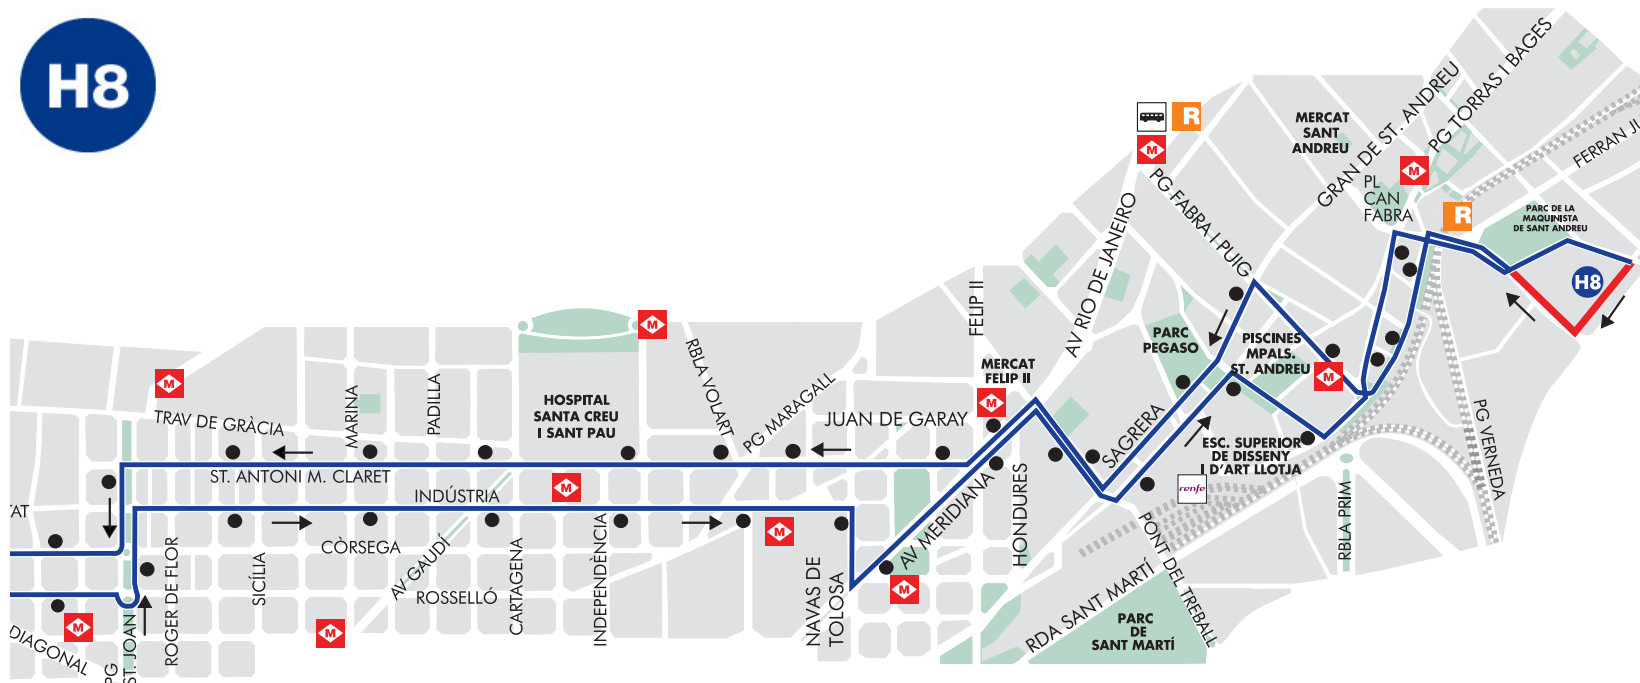 H8
R
M
MERCAT
SANT
ANDREU
GRAN DE ST. ANDREU
PG TORRAS I BAGES
FERRAN JU
M
PL
CAN
FABRA
R
PARC DE LA
MAQUINISTA
DE SANT ANDREU
H8
PG FABRA I PUIG
AV RIO DE JANEIRO
FELIP II
MERCAT
FELIP II
M
PARC
PEGASO
PISCINES
MPALS.
ST. ANDREU
M
M
RBLA VOLART
PG MARAGALL
JUAN DE GARAY
M
TRAV DE GRÀCIA
MARINA
PADILLA
HOSPITAL
SANTA CREU
I SANT PAU
ST. ANTONI M. CLARET
INDÚSTRIA
M
SAGRERA
ESC. SUPERIOR
DE DISSENY
I D'ART LLOTJA
renfe
PG VERNEDA
RBLA PRIM
HONDURES
AV MERIDIANA
M
M
TAT
CÒRSEGA
AV GAUDÍ
ROSSELLÓ
CARTAGENA
INDEPENDÈNCIA
NAVAS DE
TOLOSA
SICÍLIA
ROGER DE FLOR
PG
ST. JOAN
DIAGONAL
M
M
RDA SANT MARTÍ
PONT DEL TREBALL
PARC
DE
SANT MARTÍ